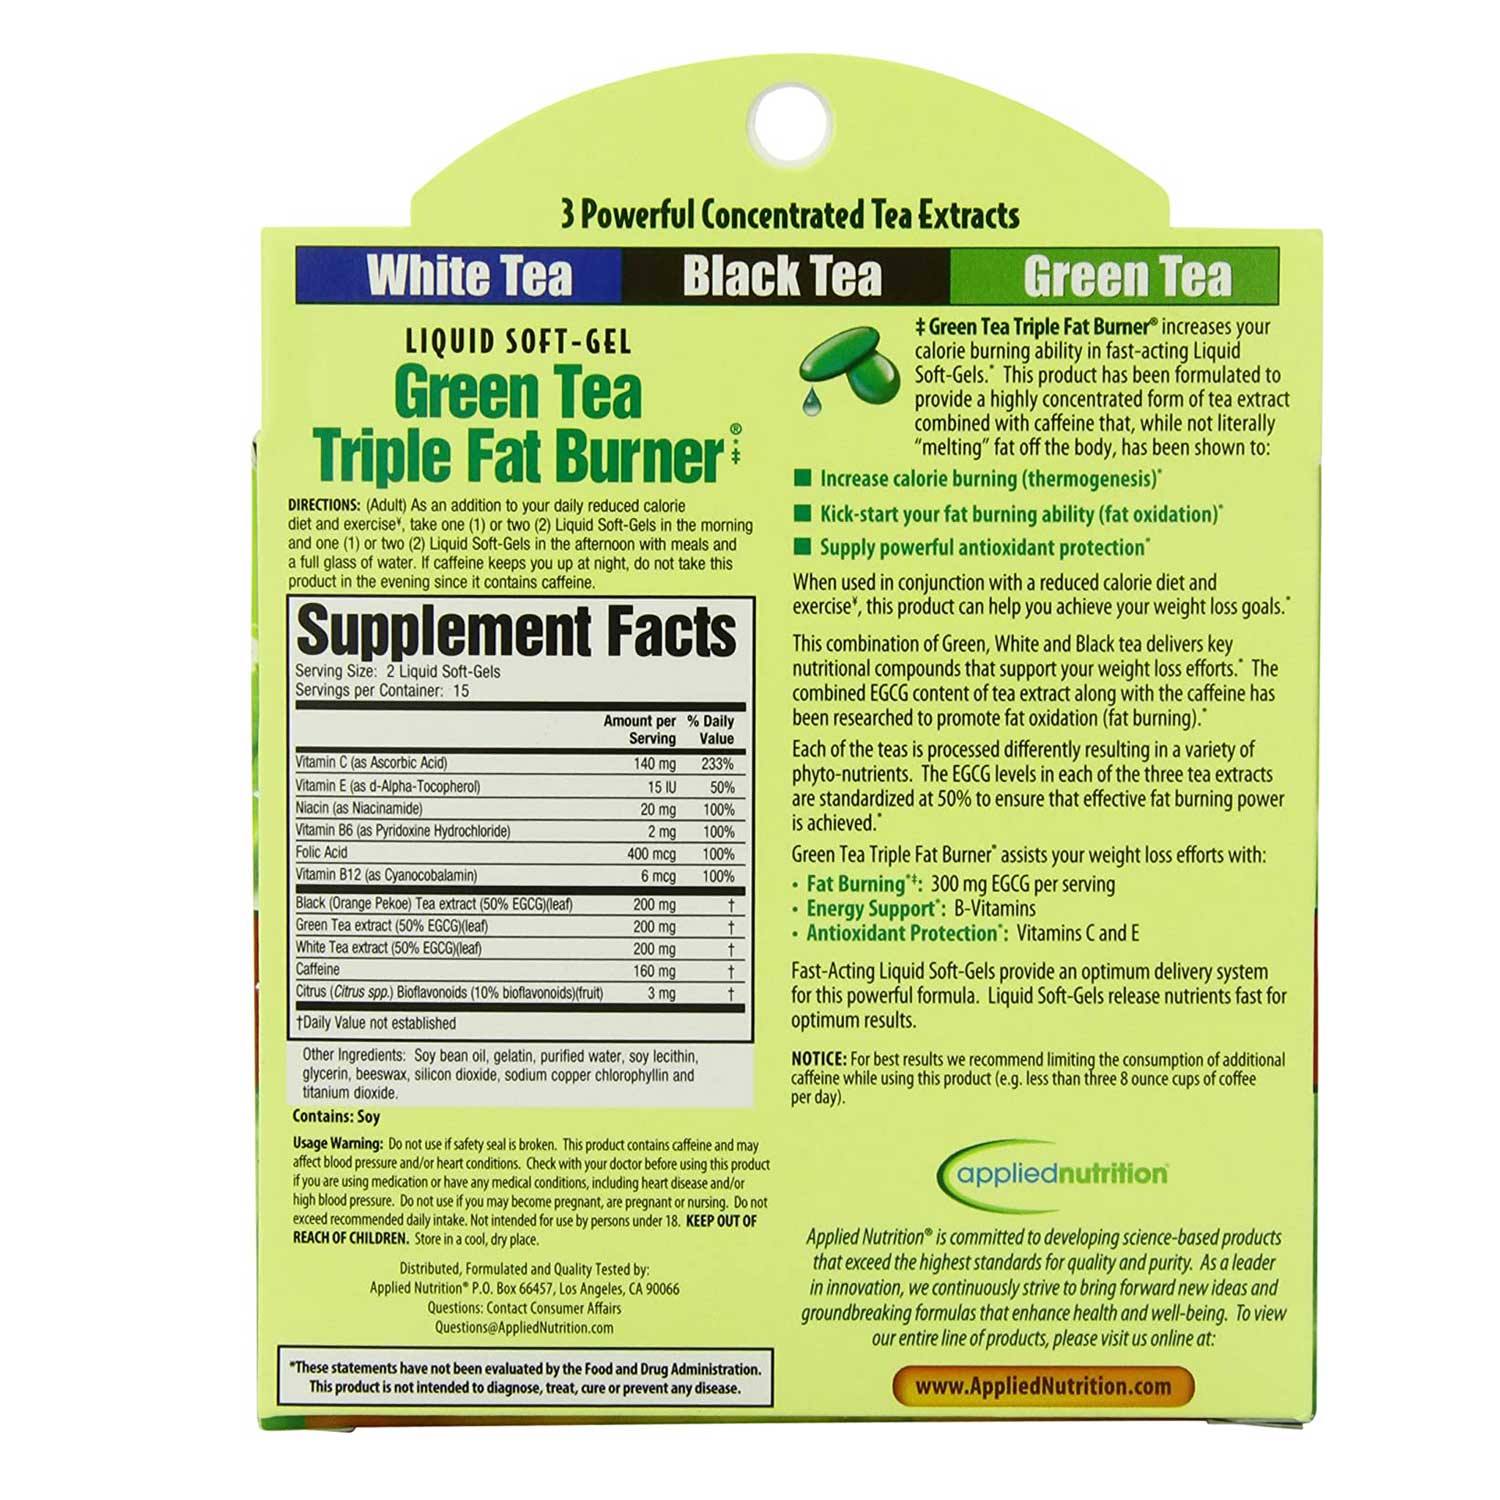 3 Powerful Concentrated Tea Extracts
White Tea Black Tea Green Tea
LIQUID SOFT-GEL
Green Tea
Triple Fat Burner®*‡
DIRECTIONS: (Adult) As an addition to your daily reduced calorie
diet and exercise¥, take one (1) or two (2) Liquid Soft-Gels in the morning
and one (1) or two (2) Liquid Soft-Gels in the afternoon with meals and
a full glass of water. If caffeine keeps you up at night, do not take this
product in the evening since it contains caffeine.
Supplement Facts
Serving Size: 2 Liquid Soft-Gels
Servings per Container: 15
Amount per % Daily
Serving Value
Vitamin C (as Ascorbic Acid) 140 mg 233%
Vitamin E (as d-Alpha-Tocopherol) 15 IU 50%
Niacin (as Niacinamide) 20 mg 100%
Vitamin B6 (as Pyridoxine Hydrochloride) 2 mg 100%
Folic Acid 400 mcg 100%
Vitamin B12 (as Cyanocobalamin) 6 mcg 100%
Black (Orange Pekoe) Tea extract (50% EGCG)(leaf) 200 mg †
Green Tea extract (50% EGCG)(leaf) 200 mg †
White Tea extract (50% EGCG)(leaf) 200 mg †
Caffeine 160 mg †
Citrus (Citrus spp.) Bioflavonoids (10% bioflavonoids)(fruit) 3 mg †
†Daily Value not established
Other Ingredients: Soy bean oil, gelatin, purified water, soy lecithin,
glycerin, beeswax, silicon dioxide, sodium copper chlorophyllin and
titanium dioxide.
Contains: Soy
Usage Warning: Do not use if safety seal is broken. This product contains caffeine and may
affect blood pressure and/or heart conditions. Check with your doctor before using this product
if you are using medication or have any medical conditions, including heart disease and/or
high blood pressure. Do not use if you may become pregnant, are pregnant or nursing. Do not
exceed recommended daily intake. Not intended for use by persons under 18. KEEP OUT OF
REACH OF CHILDREN. Store in a cool, dry place.
Distributed, Formulated and Quality Tested by:
Applied Nutrition® P.O. Box 66457, Los Angeles, CA 90066
Questions: Contact Consumer Affairs
Questions@AppliedNutrition.com
*These statements have not been evaluated by the Food and Drug Administration.
This product is not intended to diagnose, treat, cure or prevent any disease.
‡ Green Tea Triple Fat Burner® increases your
calorie burning ability in fast-acting Liquid
Soft-Gels.* This product has been formulated to
provide a highly concentrated form of tea extract
combined with caffeine that, while not literally
"melting" fat off the body, has been shown to:
Increase calorie burning (thermogenesis)*
Kick-start your fat burning ability (fat oxidation)*
Supply powerful antioxidant protection*
When used in conjunction with a reduced calorie diet and
exercise¥, this product can help you achieve your weight loss goals.*
This combination of Green, White and Black tea delivers key
nutritional compounds that support your weight loss efforts.* The
combined EGCG content of tea extract along with the caffeine has
been researched to promote fat oxidation (fat burning).*
Each of the teas is processed differently resulting in a variety of
phyto-nutrients. The EGCG levels in each of the three tea extracts
are standardized at 50% to ensure that effective fat burning power
is achieved.*
Green Tea Triple Fat Burner® assists your weight loss efforts with:
• Fat Burning*‡: 300 mg EGCG per serving
• Energy Support*: B-Vitamins
• Antioxidant Protection*: Vitamins C and E
Fast-Acting Liquid Soft-Gels provide an optimum delivery system
for this powerful formula. Liquid Soft-Gels release nutrients fast for
optimum results.
NOTICE: For best results we recommend limiting the consumption of additional
caffeine while using this product (e.g. less than three 8 ounce cups of coffee
per day).
appliednutrition
Applied Nutrition® is committed to developing science-based products
that exceed the highest standards for quality and purity. As a leader
in innovation, we continuously strive to bring forward new ideas and
groundbreaking formulas that enhance health and well-being. To view
our entire line of products, please visit us online at:
www.AppliedNutrition.com